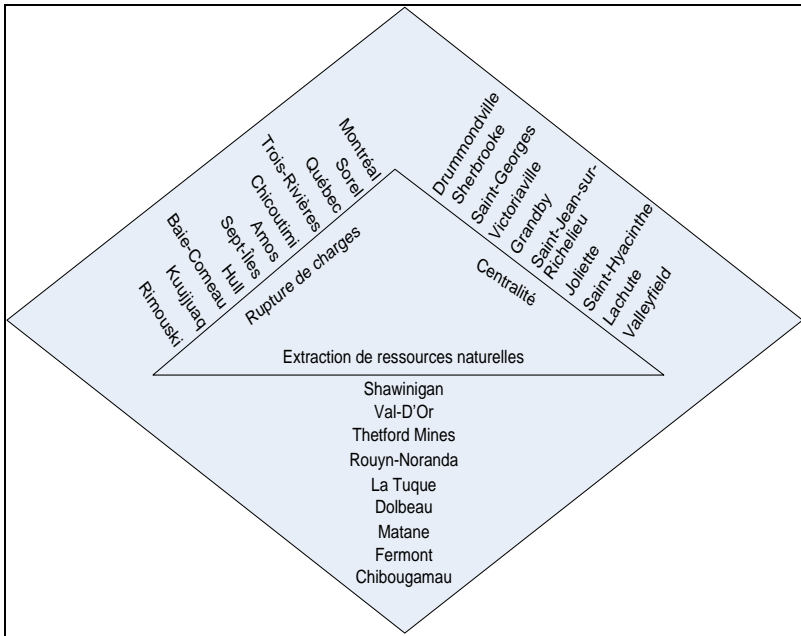 Montréal
Sorel
Québec
Trois-Rivières
Chicoutimi
Amos
Sept-îles
Hull
Baie-Comeau
Kuujjuaq
Rimouski
Rupture de charges
Drummondville
Sherbrooke
Saint-Georges
Victoriaville
Grandby
Saint-Jean-sur-
Richelieu
Joliette
Saint-Hyacinthe
Lachute
Valleyfield
Centralité
Extraction de ressources naturelles
Shawinigan
Val-D'Or
Thetford Mines
Rouyn-Noranda
La Tuque
Dolbeau
Matane
Fermont
Chibougamau